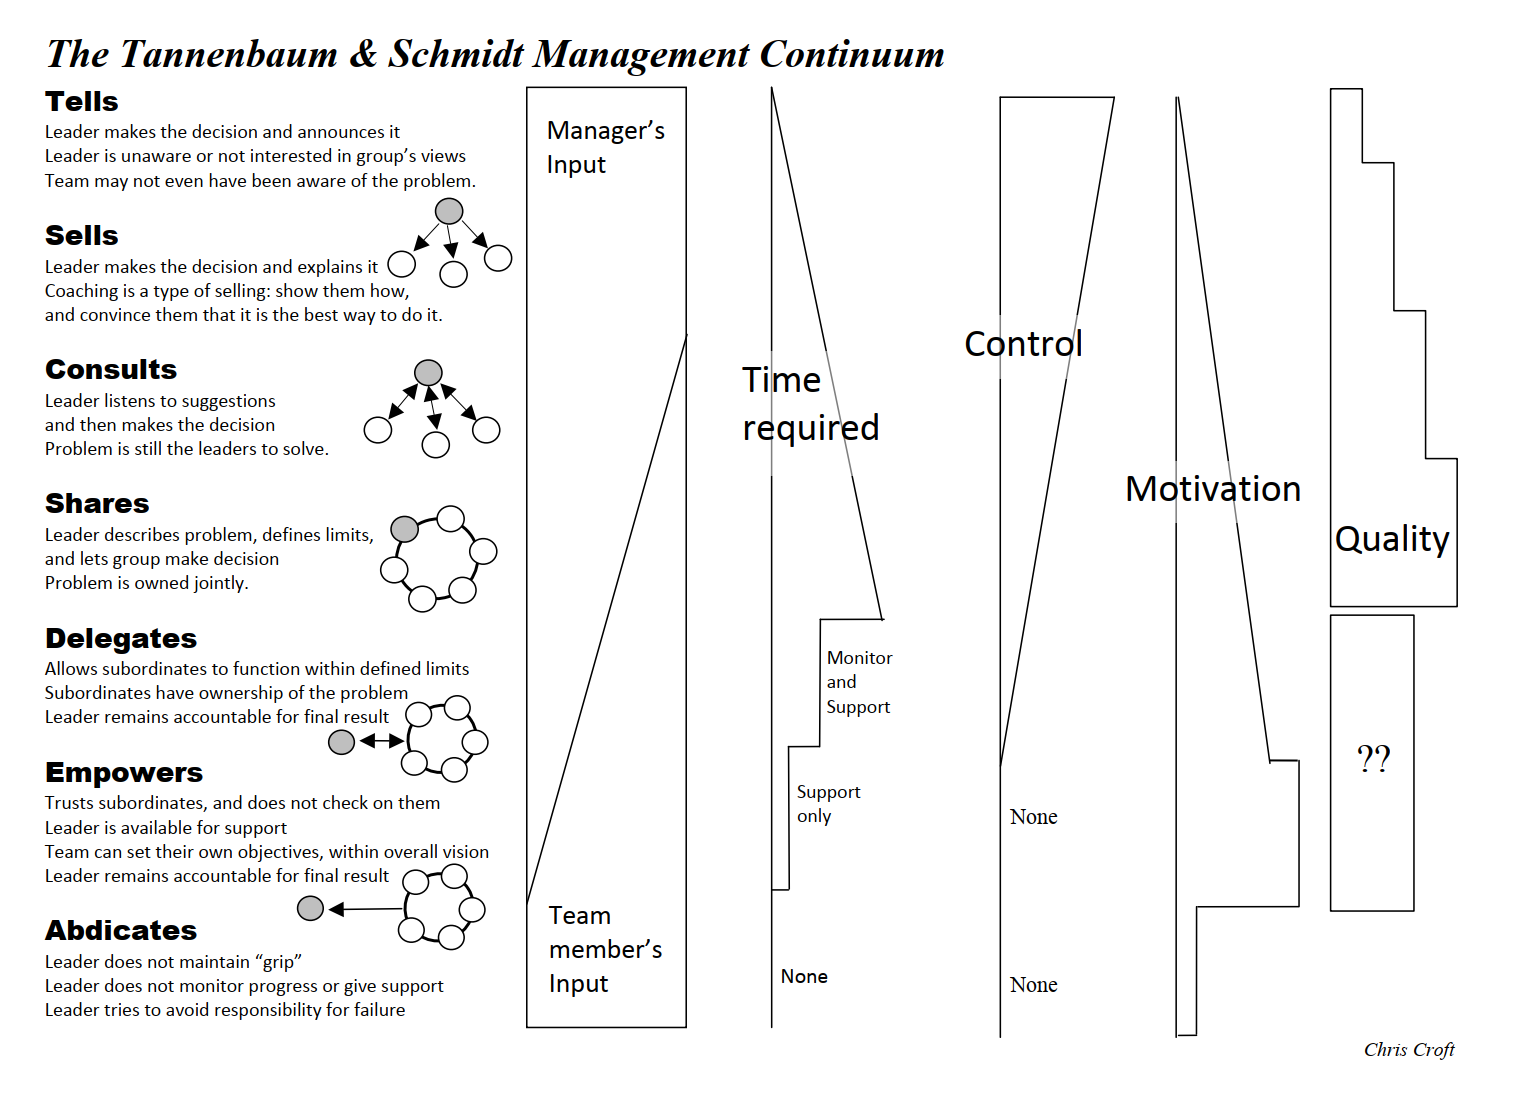 The Tannenbaum & Schmidt Management Continuum
Tells
Leader makes the decision and announces it
Leader is unaware or not interested in group’s views
Team may not even have been aware of the problem.
Sells
Leader makes the decision and explains it
Coaching is a type of selling: show them how,
and convince them that it is the best way to do it.
Consults
Leader listens to suggestions
and then makes the decision
Problem is still the leaders to solve.
Shares
Leader describes problem, defines limits,
and lets group make decision
Problem is owned jointly.
Delegates
Allows subordinates to function within defined limits
Subordinates have ownership of the problem
Leader remains accountable for final result
Empowers
Trusts subordinates, and does not check on them
Leader is available for support
Team can set their own objectives, within overall vision
Leader remains accountable for final result
Abdicates
Leader does not maintain “grip”
Leader does not monitor progress or give support
Leader tries to avoid responsibility for failure
Manager’s
Input
Team
member’s
Input
Time
required
Monitor
and
Support
Support
only
None
Control
None
None
Motivation
Quality
??
Chris Croft